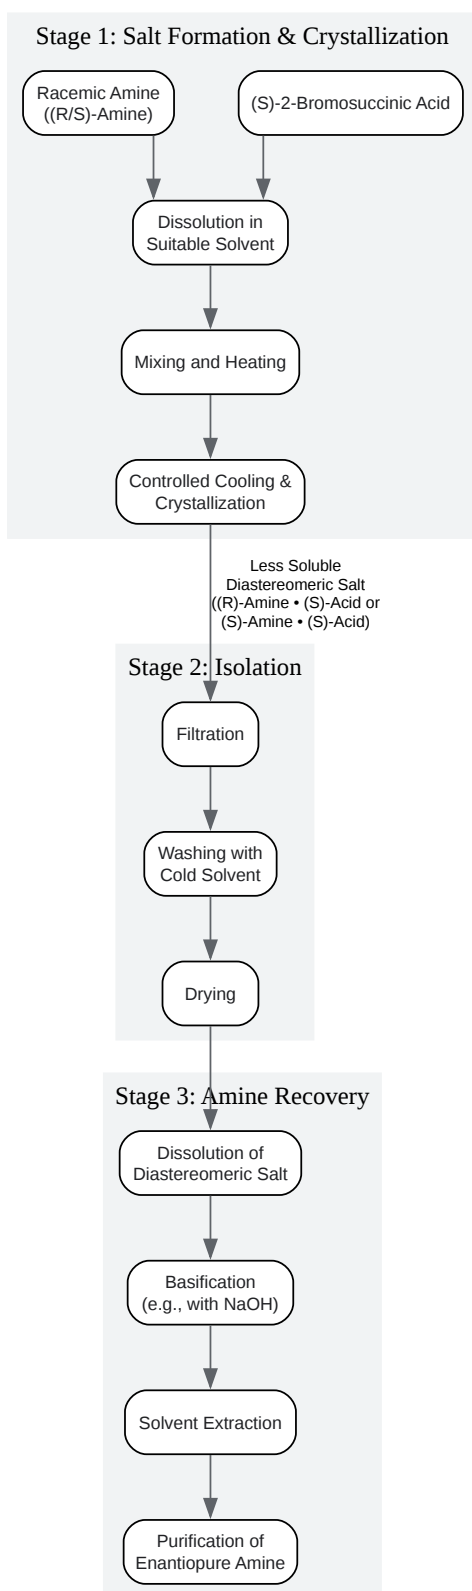 Stage 1: Salt Formation & Crystallization
Racemic Amine
((R/S)-Amine)
(S)-2-Bromosuccinic Acid
Dissolution in
Suitable Solvent
Mixing and Heating
Controlled Cooling &
Crystallization
Less Soluble
Diastereomeric Salt
((R)-Amine • (S)-Acid or
(S)-Amine • (S)-Acid)
Stage 2: Isolation
Filtration
Washing with
Cold Solvent
Drying
Stage 3: Amine Recovery
Dissolution of
Diastereomeric Salt
Basification
(e.g., with NaOH)
Solvent Extraction
Purification of
Enantiopure Amine